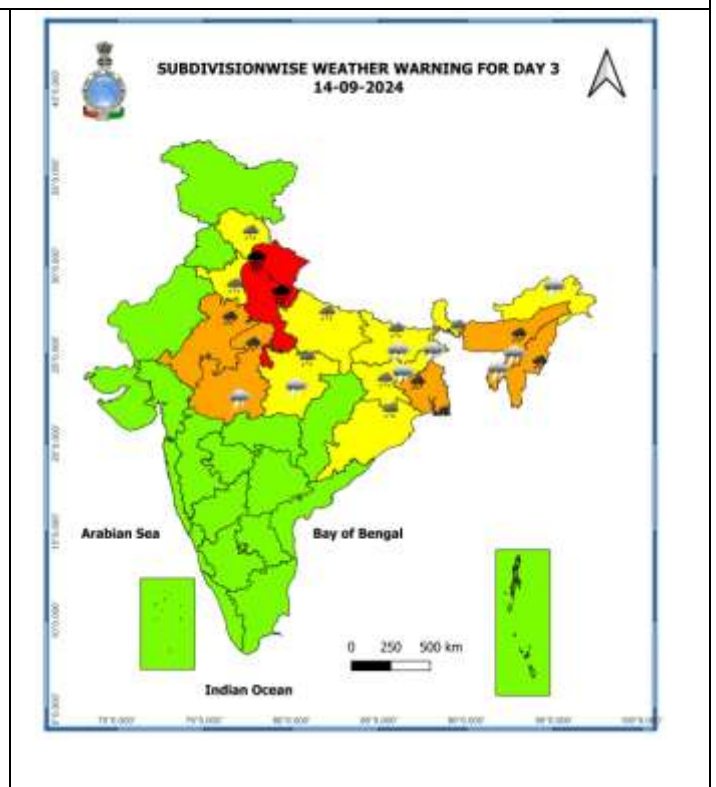 SUBDIVISIONWISE WEATHER WARNING FOR DAY 3
14-09-2024
Arabian Sea
Bay of Bengal
0 250 500 km
Indian Ocean